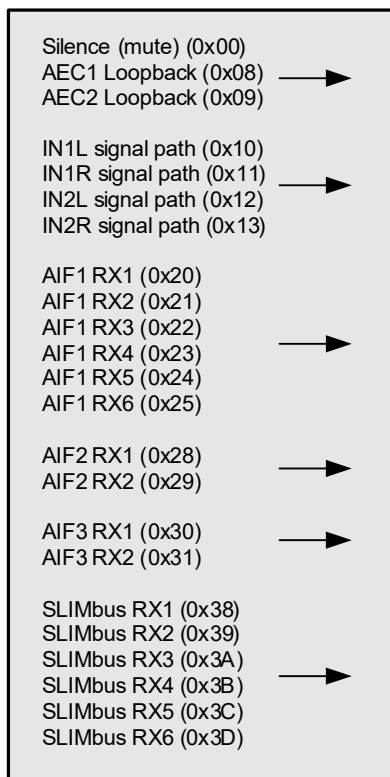 Silence (mute) (0x00)
AEC1 Loopback (0x08)
AEC2 Loopback (0x09)
IN1L signal path (0x10)
IN1R signal path (0x11)
IN2L signal path (0x12)
IN2R signal path (0x13)
AIF1 RX1 (0x20)
AIF1 RX2 (0x21)
AIF1 RX3 (0x22)
AIF1 RX4 (0x23)
AIF1 RX5 (0x24)
AIF1 RX6 (0x25)
AIF2 RX1 (0x28)
AIF2 RX2 (0x29)
AIF3 RX1 (0x30)
AIF3 RX2 (0x31)
SLIMbus RX1 (0x38)
SLIMbus RX2 (0x39)
SLIMbus RX3 (0x3A)
SLIMbus RX4 (0x3B)
SLIMbus RX5 (0x3C)
SLIMbus RX6 (0x3D)